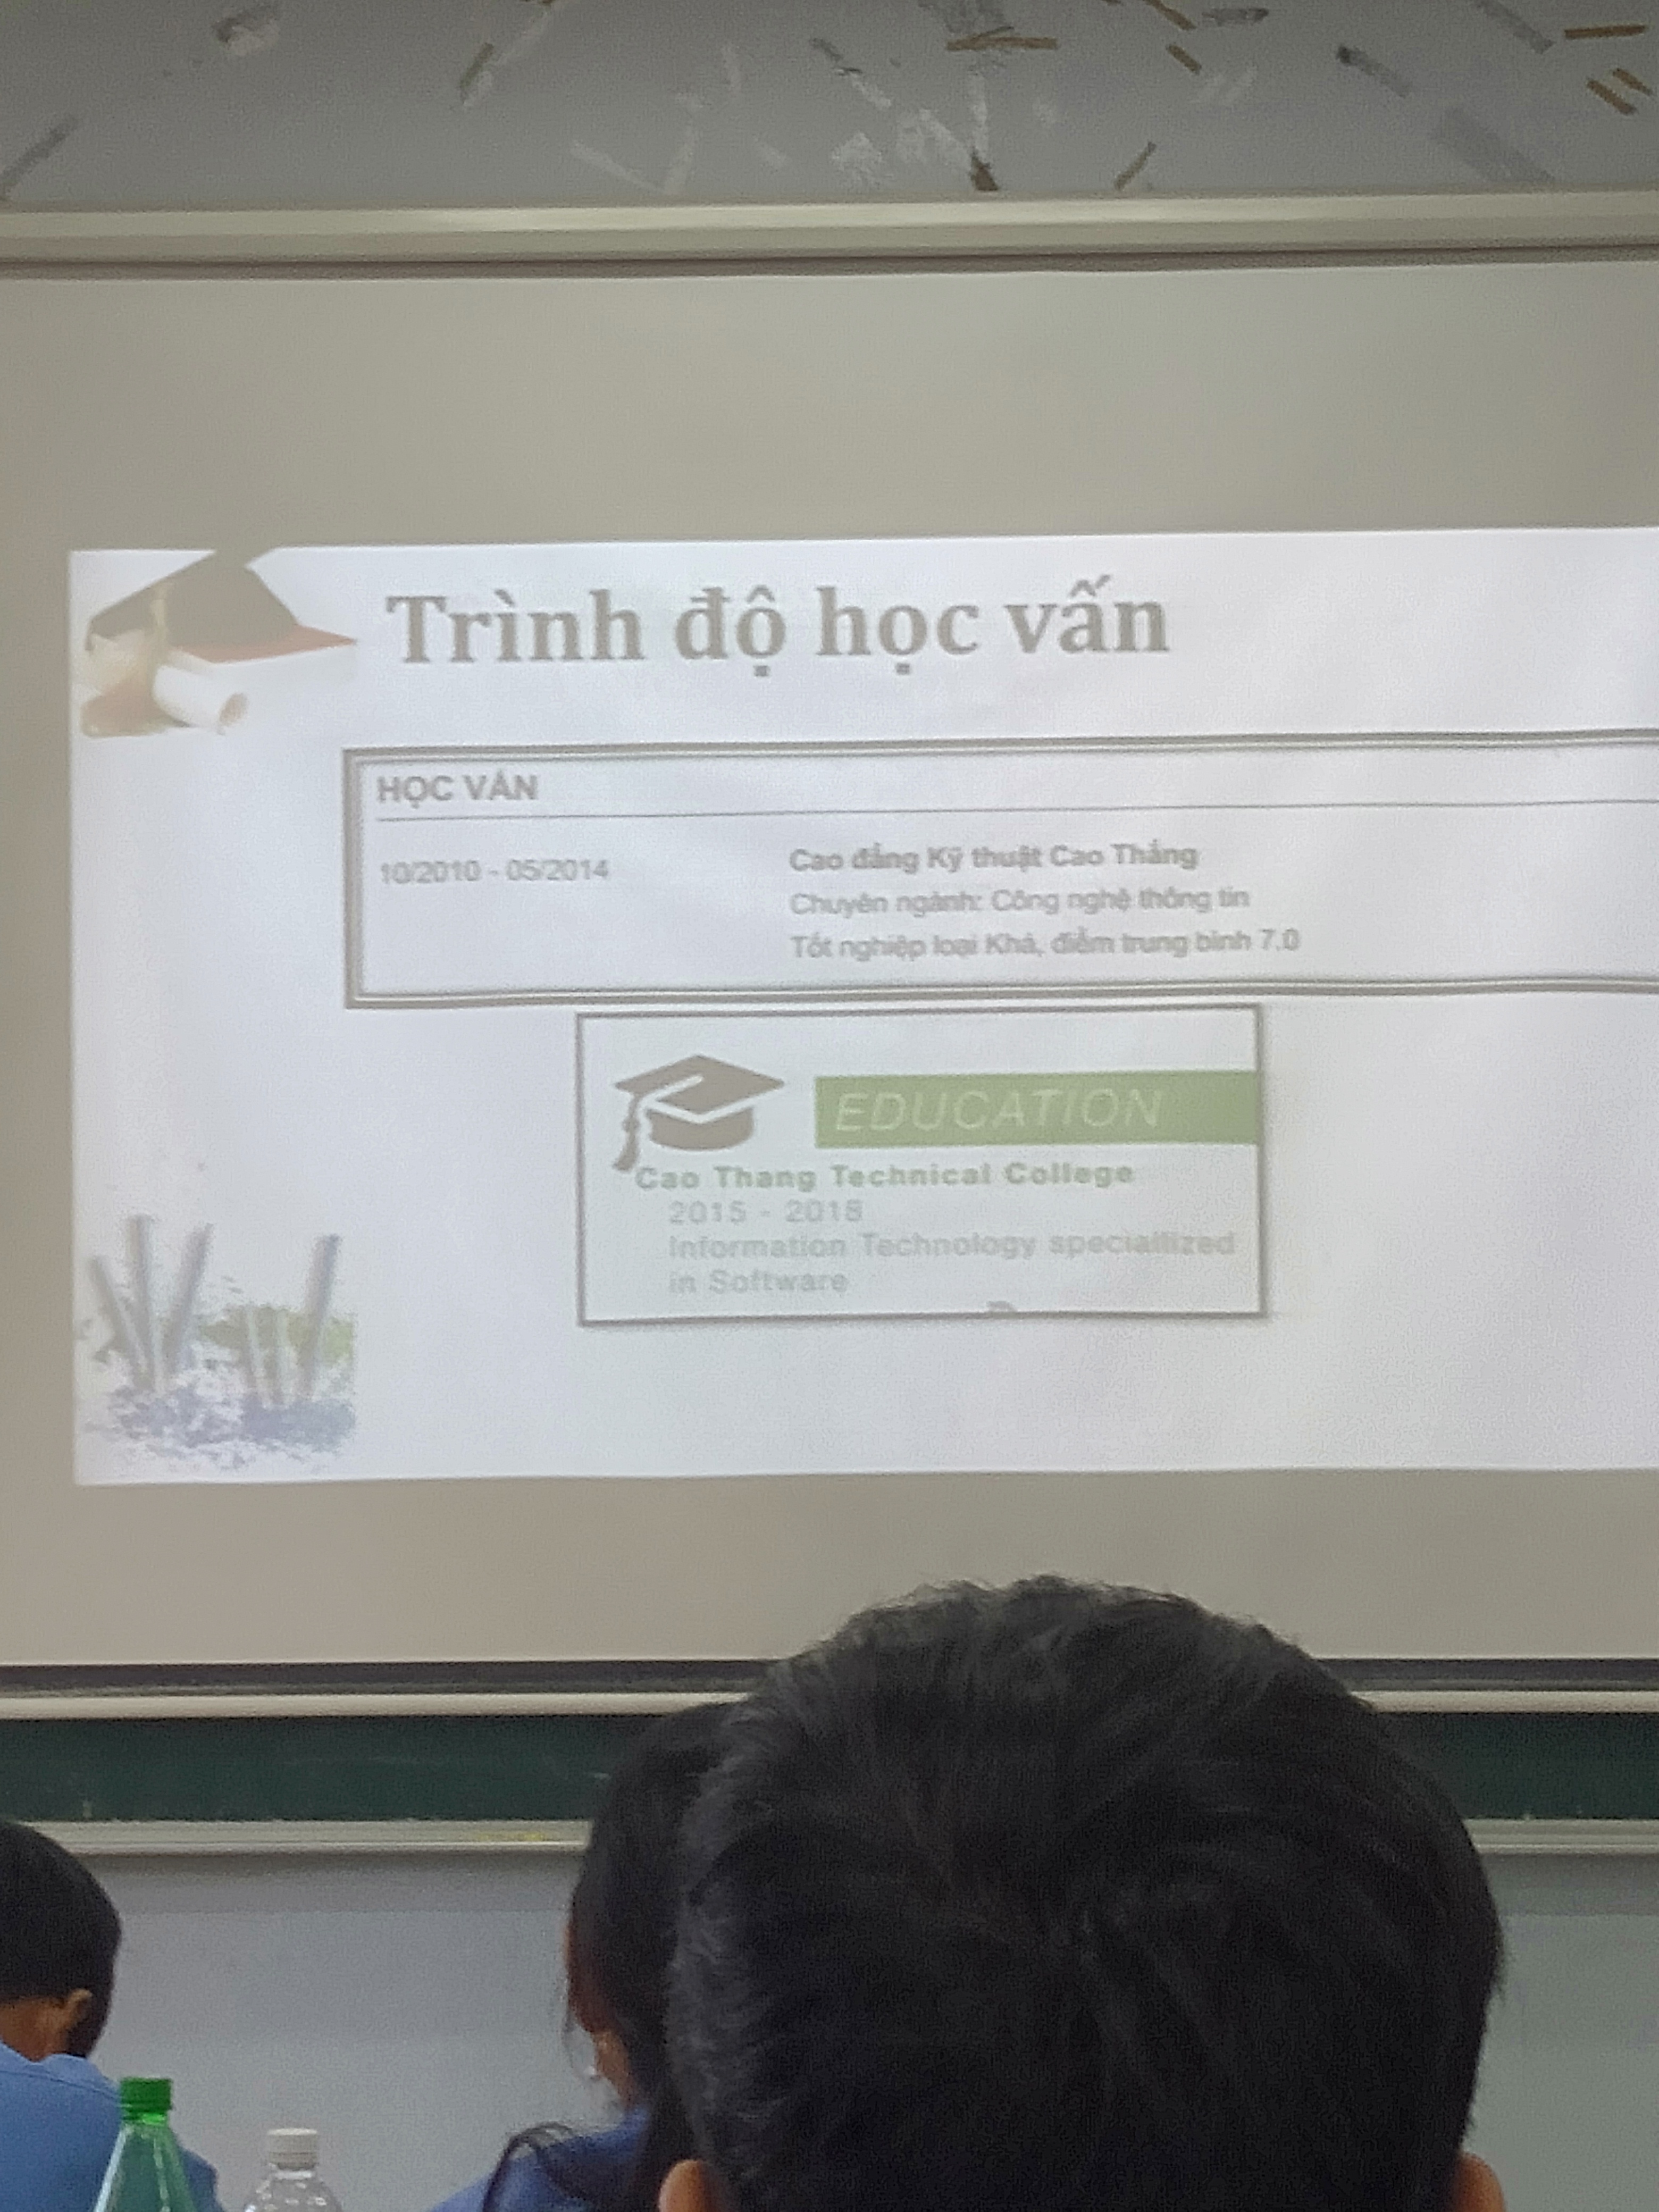 Trình độ học vấn
HỌC VẤN
10/2010 - 05/2014
Cao đẳng Kỹ thuật Cao Thắng
Chuyên ngành: Công nghệ thông tin
Tốt nghiệp loại Khá, điểm trung bình 7.0
EDUCATION
Cao Thang Technical College
2015 - 2018
Information Technology speciallized
in Software